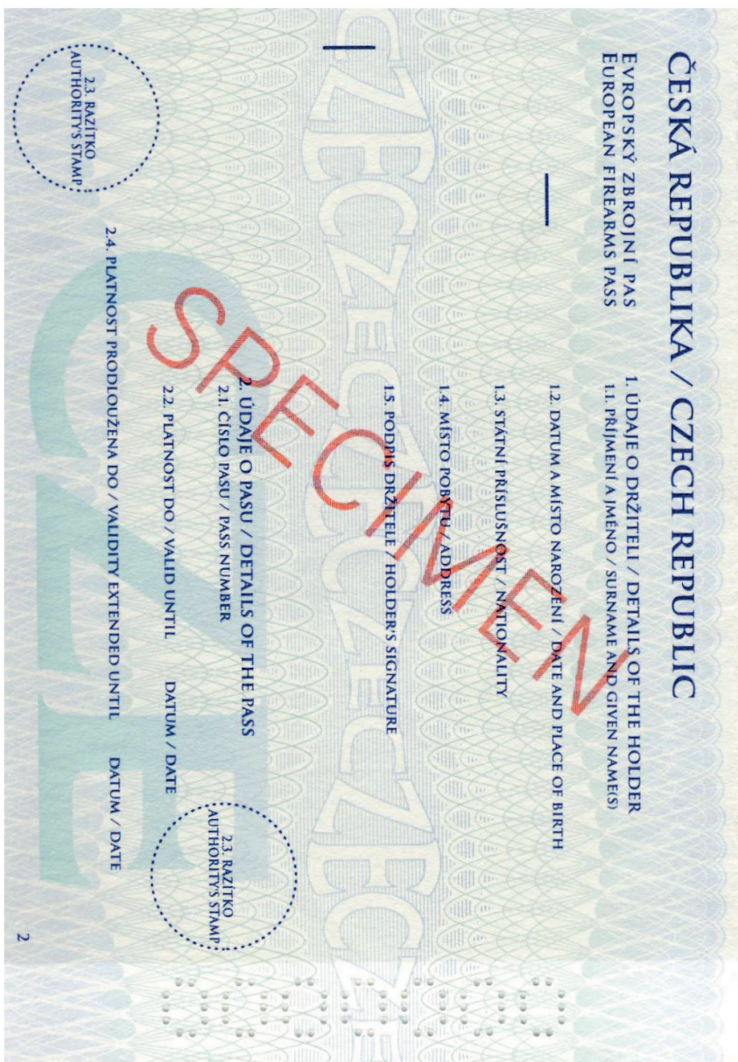 ČESKÁ REPUBLIKA / CZECH REPUBLIC
EVROPSKÝ ZBROJNÍ PAS
EUROPEAN FIREARMS PASS
1. ÚDAJE O DRŽITELI / DETAILS OF THE HOLDER
1.1. PŘÍJMENÍ A JMÉNO / SURNAME AND GIVEN NAME(S)
1.2. DATUM A MÍSTO NAROZENÍ / DATE AND PLACE OF BIRTH
1.3. STÁTNÍ PŘÍSLUŠNOST / NATIONALITY
1.4. MÍSTO POBYTU / ADDRESS
1.5. PODPIS DRŽITELE / HOLDER'S SIGNATURE
2. ÚDAJE O PASU / DETAILS OF THE PASS
2.1 ČÍSLO PASU / PASS NUMBER
2.2. PLATNOST DO / VALID UNTIL DATUM / DATE
2.3. RAZÍTKO
AUTHORITY'S STAMP
2.4. PLATNOST PRODLOUŽENA DO / VALIDITY EXTENDED UNTIL DATUM / DATE
2.3. RAZÍTKO
AUTHORITY'S STAMP
SPECIMEN
CZECZECZECZECZECZE
CZE
2